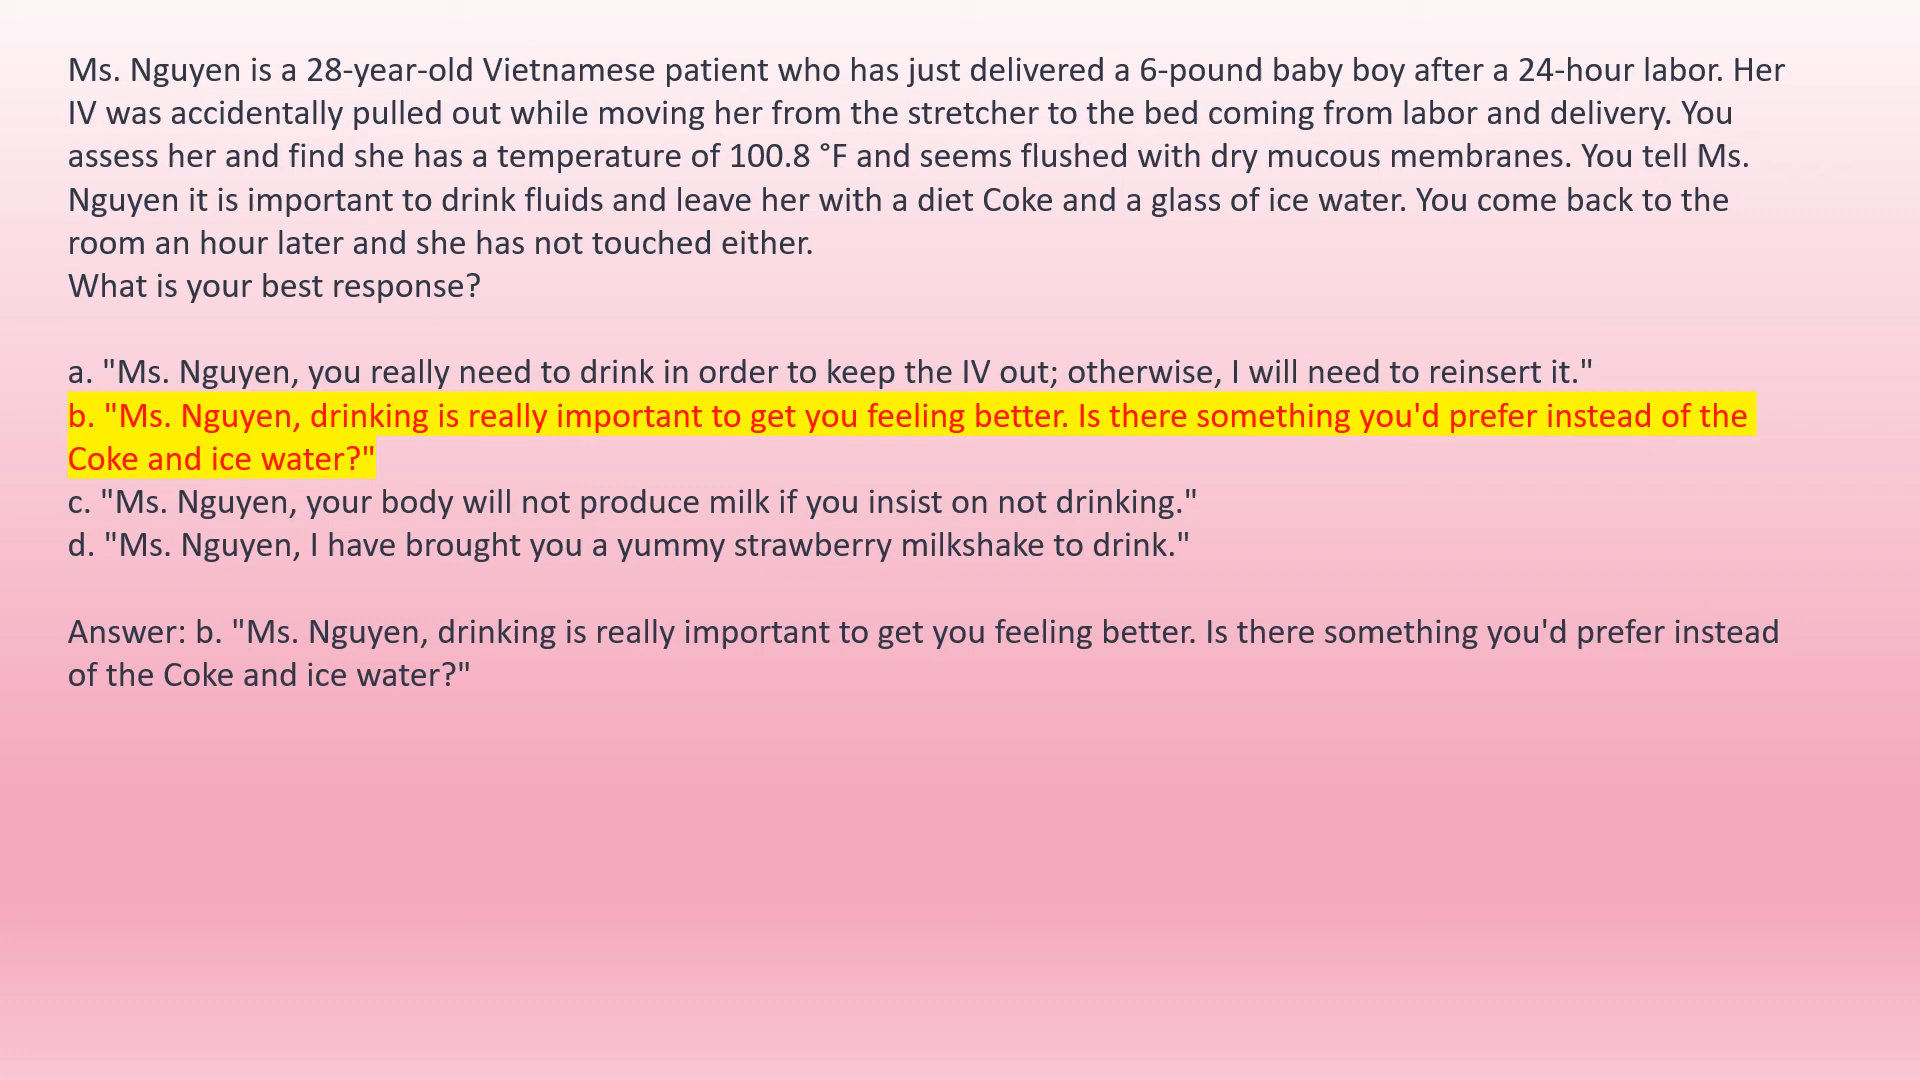 Ms. Nguyen is a 28-year-old Vietnamese patient who has just delivered a 6-pound baby boy after a 24-hour labor. Her
IV was accidentally pulled out while moving her from the stretcher to the bed coming from labor and delivery. You
assess her and find she has a temperature of 100.8 °F and seems flushed with dry mucous membranes. You tell Ms.
Nguyen it is important to drink fluids and leave her with a diet Coke and a glass of ice water. You come back to the
room an hour later and she has not touched either.
What is your best response?
a. "Ms. Nguyen, you really need to drink in order to keep the IV out; otherwise, I will need to reinsert it."
b. "Ms. Nguyen, drinking is really important to get you feeling better. Is there something you'd prefer instead of the
Coke and ice water?"
c. "Ms. Nguyen, your body will not produce milk if you insist on not drinking."
d. "Ms. Nguyen, I have brought you a yummy strawberry milkshake to drink."
Answer: b. "Ms. Nguyen, drinking is really important to get you feeling better. Is there something you'd prefer instead
of the Coke and ice water?"